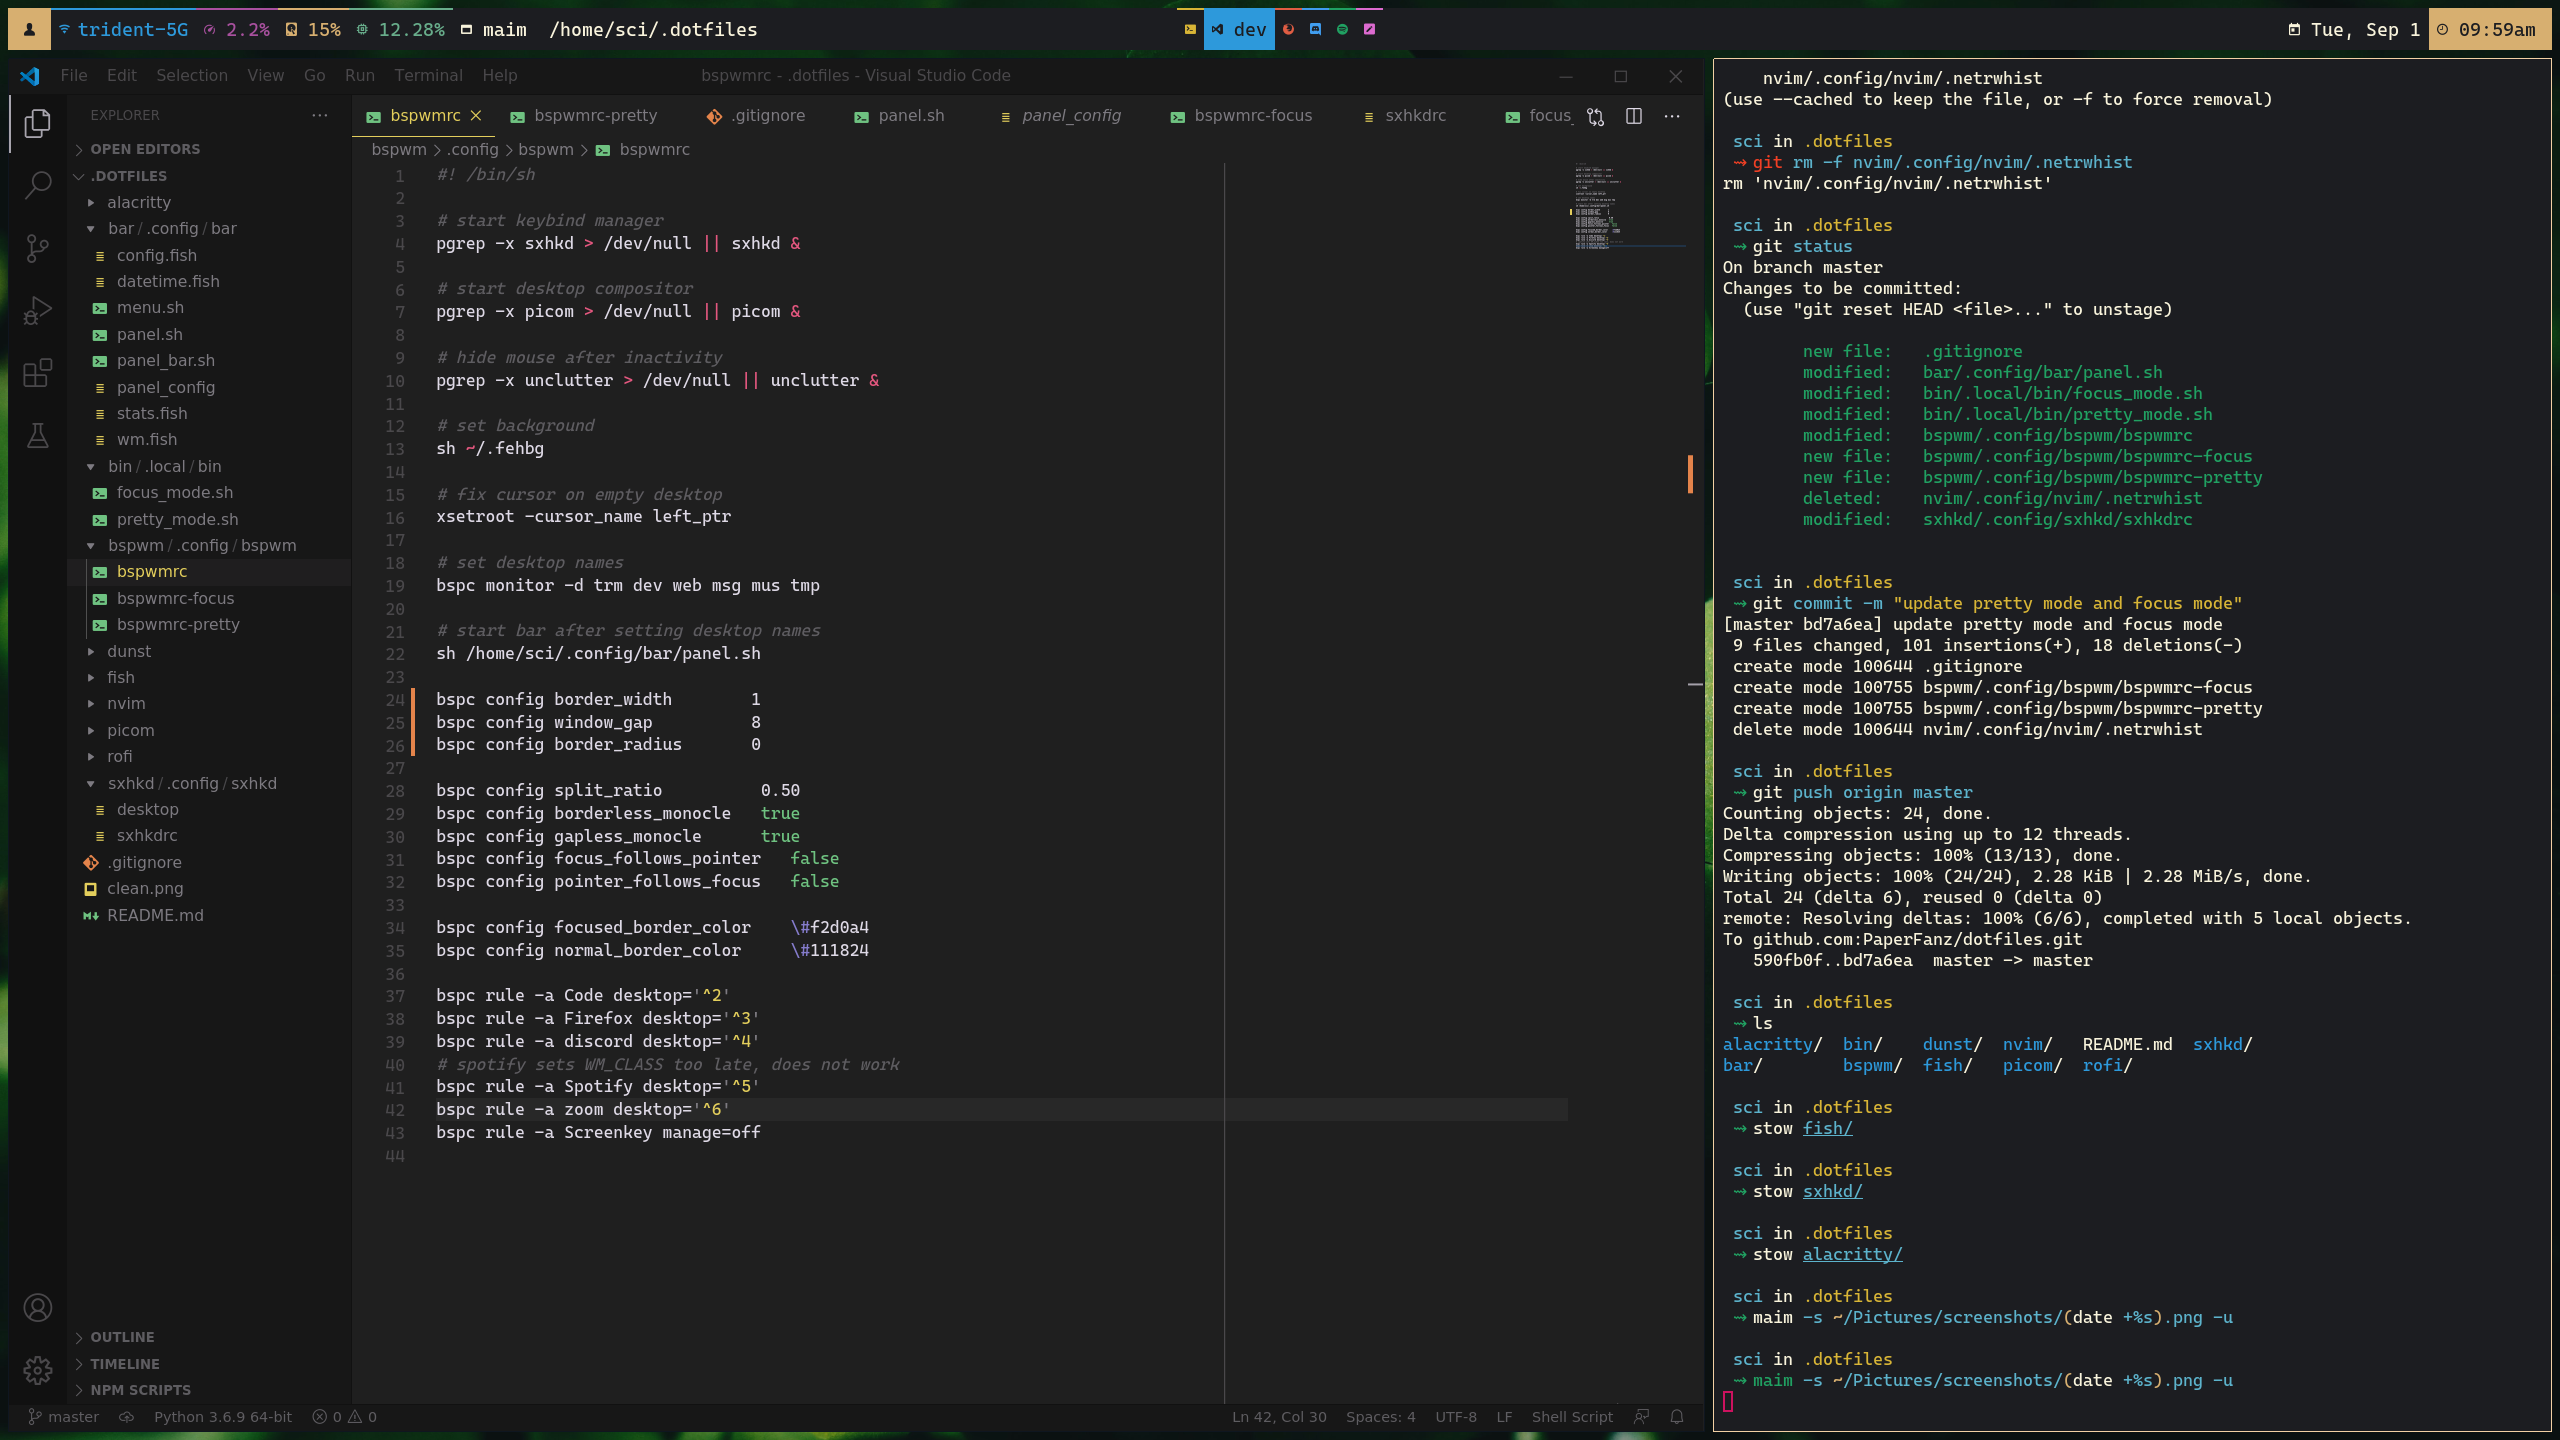 trident-5G 2.2% 15% 12.28% maim /home/sci/.dotfiles dev Tue, Sep 1 09:59am
File Edit Selection View Go Run Terminal Help bspwmrc - .dotfiles - Visual Studio Code
EXPLORER
OPEN EDITORS
.DOTFILES
alacritty
bar / .config / bar
config.fish
datetime.fish
menu.sh
panel.sh
panel_bar.sh
panel_config
stats.fish
wm.fish
bin / .local / bin
focus_mode.sh
pretty_mode.sh
bspwm / .config / bspwm
bspwmrc
bspwmrc-focus
bspwmrc-pretty
dunst
fish
nvim
picom
rofi
sxhkd / .config / sxhkd
desktop
sxhkdrc
.gitignore
clean.png
README.md
OUTLINE
TIMELINE
NPM SCRIPTS
bspwmrc bspwmrc-pretty .gitignore panel.sh panel_config bspwmrc-focus sxhkdrc focus_
bspwm > .config > bspwm > bspwmrc
1 #! /bin/sh
2
3 # start keybind manager
4 pgrep -x sxhkd > /dev/null || sxhkd &
5
6 # start desktop compositor
7 pgrep -x picom > /dev/null || picom &
8
9 # hide mouse after inactivity
10 pgrep -x unclutter > /dev/null || unclutter &
11
12 # set background
13 sh ~/.fehbg
14
15 # fix cursor on empty desktop
16 xsetroot -cursor_name left_ptr
17
18 # set desktop names
19 bspc monitor -d trm dev web msg mus tmp
20
21 # start bar after setting desktop names
22 sh /home/sci/.config/bar/panel.sh
23
24 bspc config border_width 1
25 bspc config window_gap 8
26 bspc config border_radius 0
27
28 bspc config split_ratio 0.50
29 bspc config borderless_monocle true
30 bspc config gapless_monocle true
31 bspc config focus_follows_pointer false
32 bspc config pointer_follows_focus false
33
34 bspc config focused_border_color \#f2d0a4
35 bspc config normal_border_color \#111824
36
37 bspc rule -a Code desktop='^2'
38 bspc rule -a Firefox desktop='^3'
39 bspc rule -a discord desktop='^4'
40 # spotify sets WM_CLASS too late, does not work
41 bspc rule -a Spotify desktop='^5'
42 bspc rule -a zoom desktop='^6'
43 bspc rule -a Screenkey manage=off
44
master Python 3.6.9 64-bit 0 0 Ln 42, Col 30 Spaces: 4 UTF-8 LF Shell Script
nvim/.config/nvim/.netrwhist
(use --cached to keep the file, or -f to force removal)
sci in .dotfiles
⇝ git rm -f nvim/.config/nvim/.netrwhist
rm 'nvim/.config/nvim/.netrwhist'
sci in .dotfiles
⇝ git status
On branch master
Changes to be committed:
(use "git reset HEAD <file>..." to unstage)
new file: .gitignore
modified: bar/.config/bar/panel.sh
modified: bin/.local/bin/focus_mode.sh
modified: bin/.local/bin/pretty_mode.sh
modified: bspwm/.config/bspwm/bspwmrc
new file: bspwm/.config/bspwm/bspwmrc-focus
new file: bspwm/.config/bspwm/bspwmrc-pretty
deleted: nvim/.config/nvim/.netrwhist
modified: sxhkd/.config/sxhkd/sxhkdrc
sci in .dotfiles
⇝ git commit -m "update pretty mode and focus mode"
[master bd7a6ea] update pretty mode and focus mode
9 files changed, 101 insertions(+), 18 deletions(-)
create mode 100644 .gitignore
create mode 100755 bspwm/.config/bspwm/bspwmrc-focus
create mode 100755 bspwm/.config/bspwm/bspwmrc-pretty
delete mode 100644 nvim/.config/nvim/.netrwhist
sci in .dotfiles
⇝ git push origin master
Counting objects: 24, done.
Delta compression using up to 12 threads.
Compressing objects: 100% (13/13), done.
Writing objects: 100% (24/24), 2.28 KiB | 2.28 MiB/s, done.
Total 24 (delta 6), reused 0 (delta 0)
remote: Resolving deltas: 100% (6/6), completed with 5 local objects.
To github.com:PaperFanz/dotfiles.git
590fb0f..bd7a6ea master -> master
sci in .dotfiles
⇝ ls
alacritty/ bin/ dunst/ nvim/ README.md sxhkd/
bar/ bspwm/ fish/ picom/ rofi/
sci in .dotfiles
⇝ stow fish/
sci in .dotfiles
⇝ stow sxhkd/
sci in .dotfiles
⇝ stow alacritty/
sci in .dotfiles
⇝ maim -s ~/Pictures/screenshots/(date +%s).png -u
sci in .dotfiles
⇝ maim -s ~/Pictures/screenshots/(date +%s).png -u